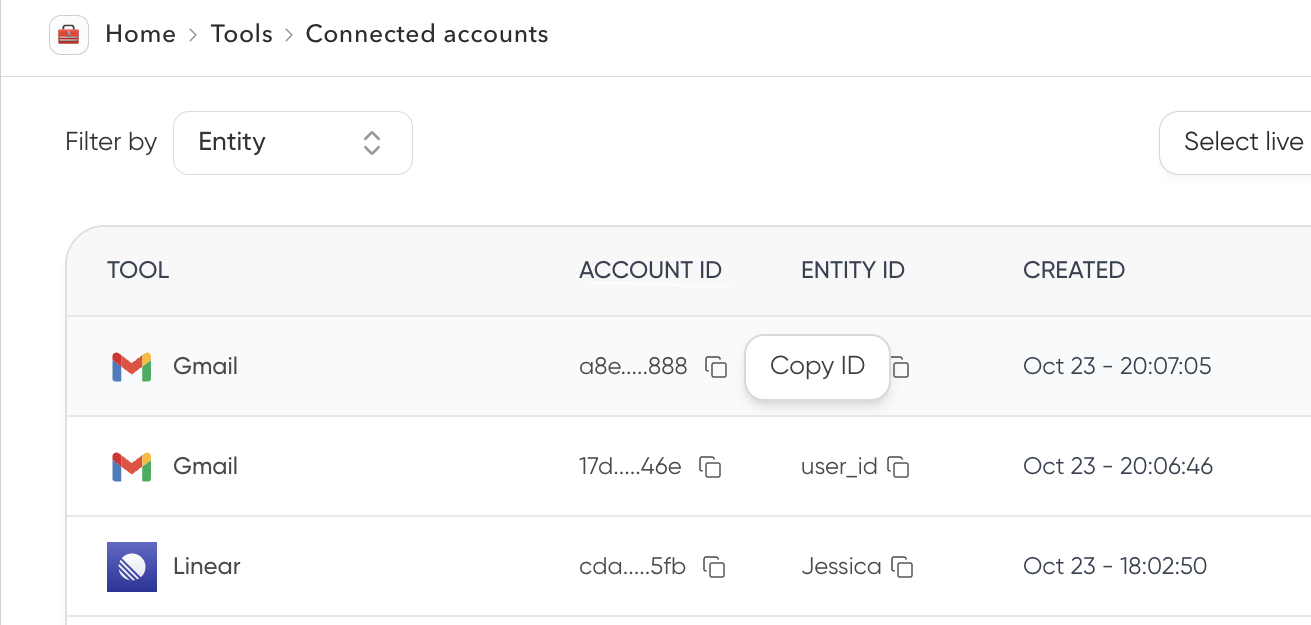 Home > Tools > Connected accounts
Filter by Entity Select live
TOOL ACCOUNT ID ENTITY ID CREATED
Gmail a8e.....888 Copy ID Oct 23 - 20:07:05
Gmail 17d.....46e user_id Oct 23 - 20:06:46
Linear cda.....5fb Jessica Oct 23 - 18:02:50